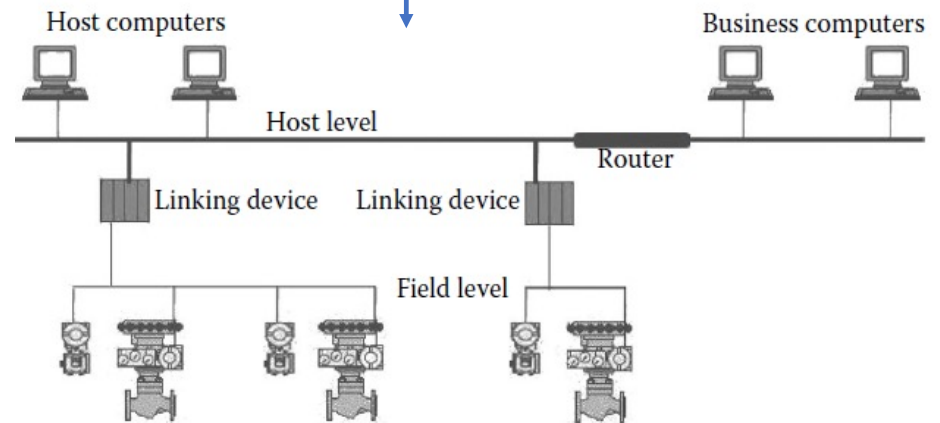 Host computers
Business computers
Host level
Router
Linking device
Linking device
Field level